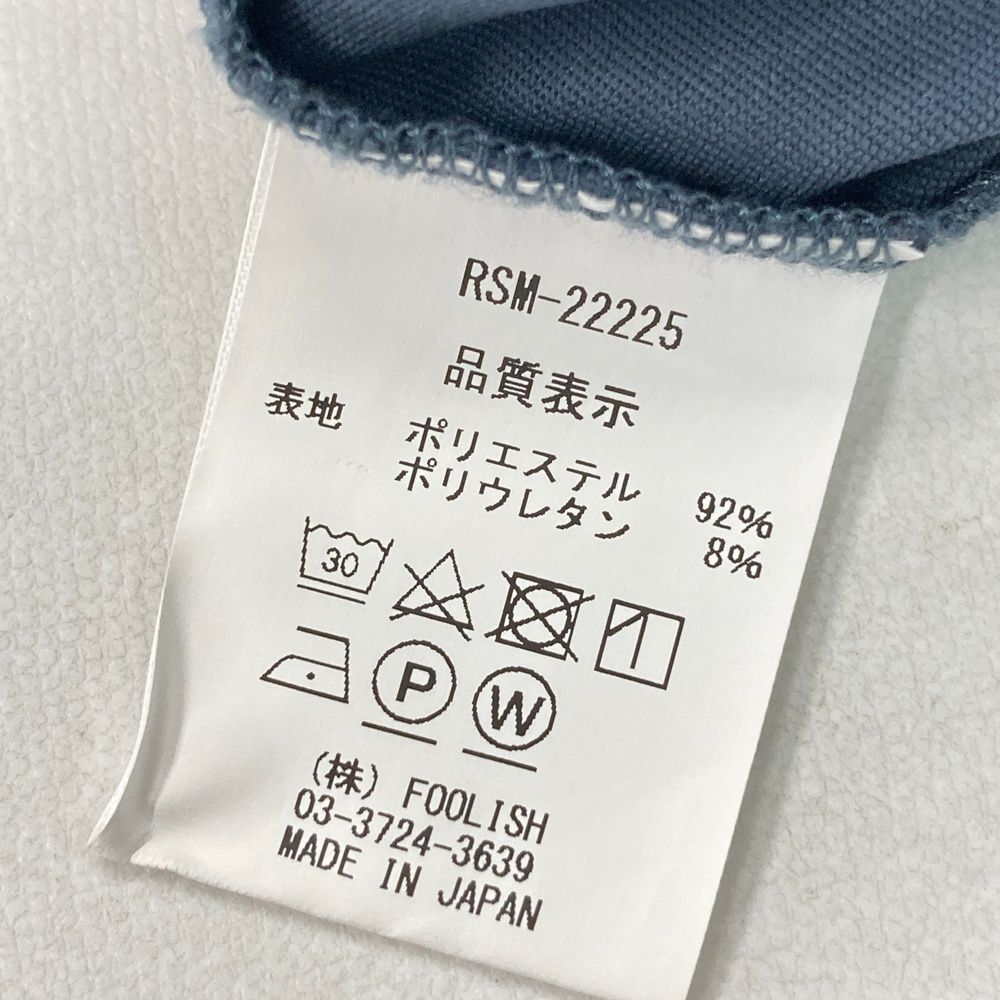 RSM-22225
品質表示
表地 ポリエステル 92%
ポリウレタン 8%
30
P W
(株) FOOLISH
03-3724-3639
MADE IN JAPAN